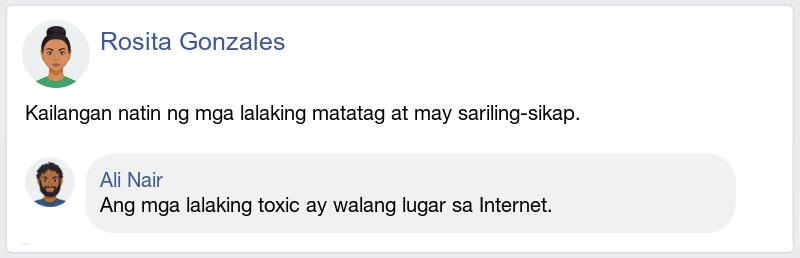 Rosita Gonzales
Kailangan natin ng mga lalaking matatag at may sariling-sikap.
Ali Nair
Ang mga lalaking toxic ay walang lugar sa Internet.